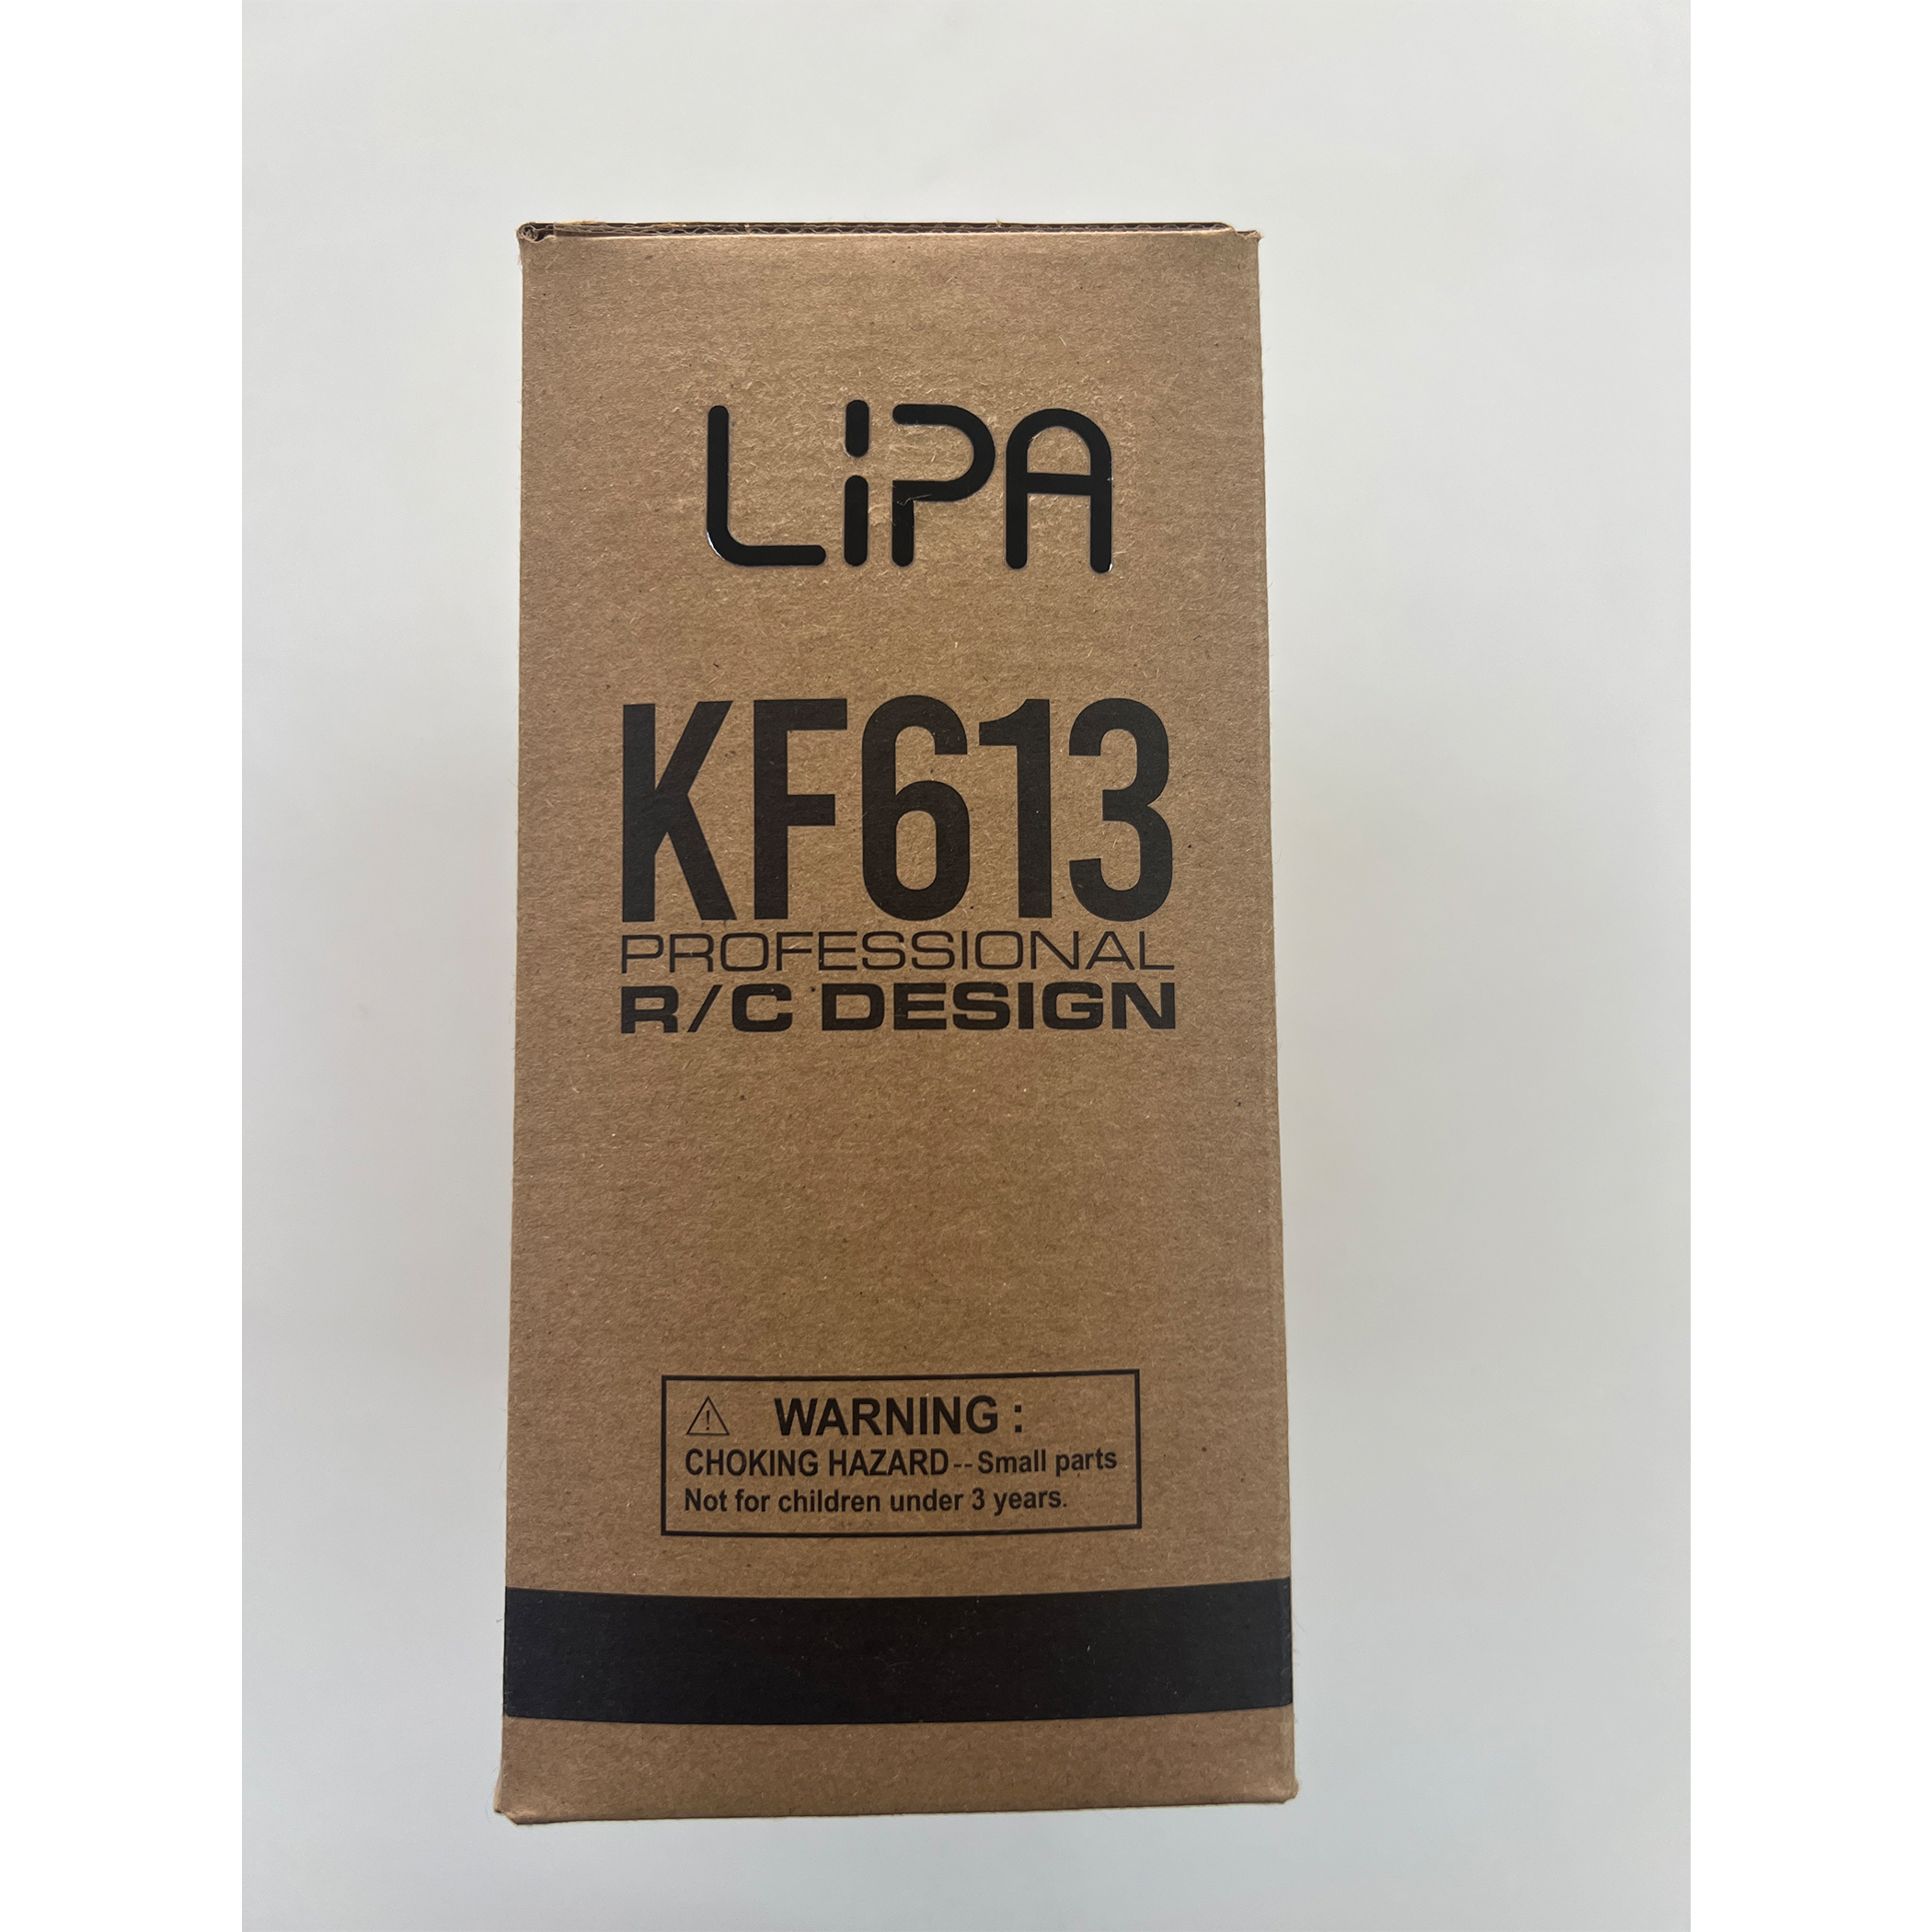 LiPA
KF613
PROFESSIONAL
R/C DESIGN
WARNING :
CHOKING HAZARD -- Small parts
Not for children under 3 years.